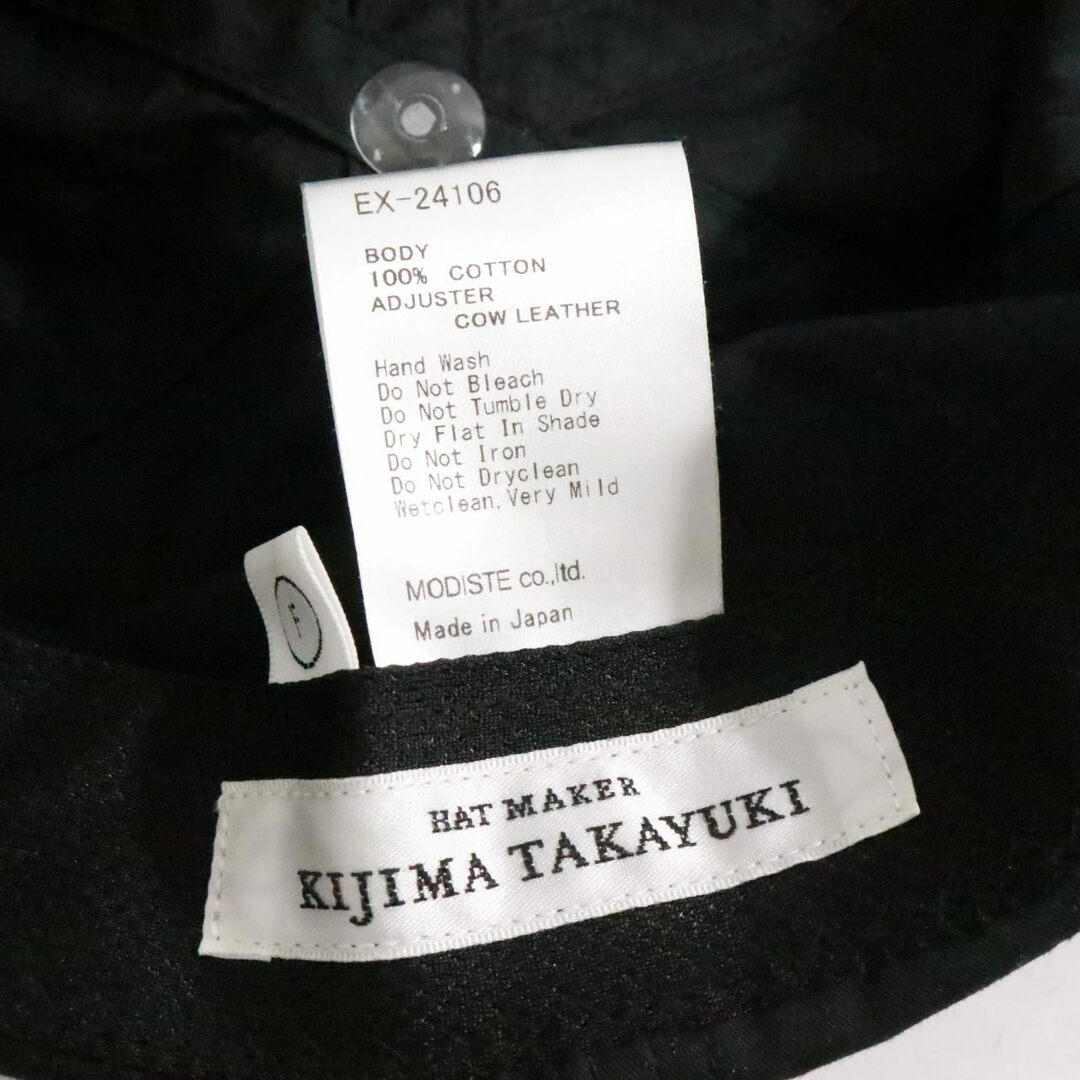 EX-24106
BODY
100% COTTON
ADJUSTER
COW LEATHER
Hand Wash
Do Not Bleach
Do Not Tumble Dry
Dry Flat In Shade
Do Not Iron
Do Not Dryclean
Wetclean,Very Mild
MODISTE co.,ltd.
Made in Japan
F
HAT MAKER
KIJIMA TAKAYUKI